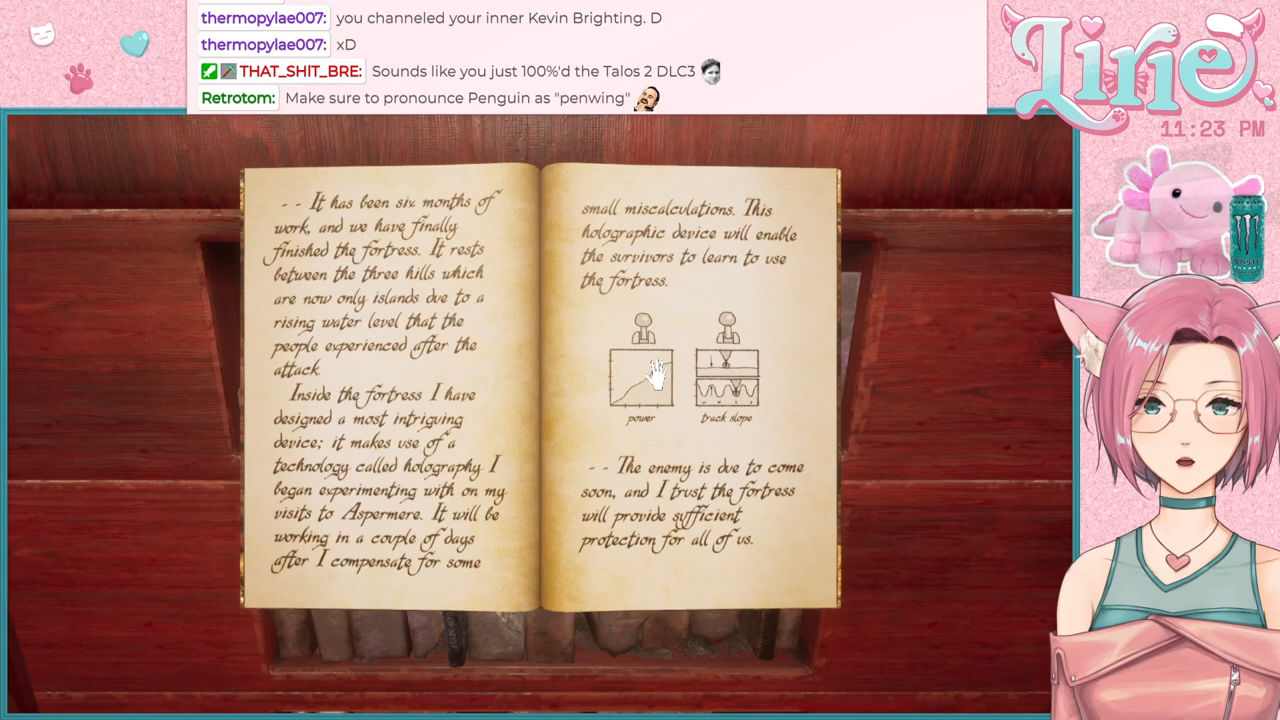 thermopylae007: you channeled your inner Kevin Brighting. D
thermopylae007: xD
THAT_SHIT_BRE: Sounds like you just 100%'d the Talos 2 DLC3
Retrotom: Make sure to pronounce Penguin as "penwing"
Lirie
11:23 PM
- - It has been six months of
work, and we have finally
finished the fortress. It rests
between the three hills which
are now only islands due to a
rising water level that the
people experienced after the
attack.
Inside the fortress I have
designed a most intriguing
device; it makes use of a
technology called holography I
began experimenting with on my
visits to Aspermere. It will be
working in a couple of days
after I compensate for some
small miscalculations. This
holographic device will enable
the survivors to learn to use
the fortress.
power track slope
- - The enemy is due to come
soon, and I trust the fortress
will provide sufficient
protection for all of us.